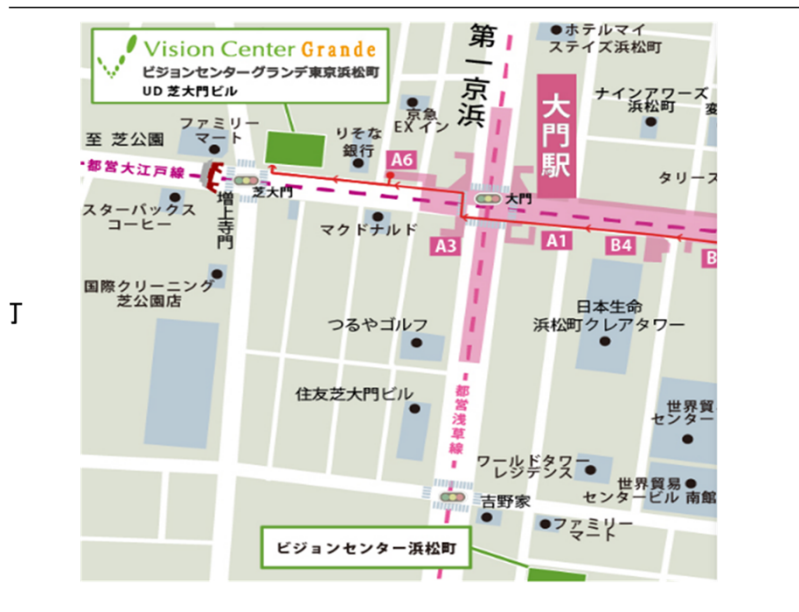 Vision Center Grande
ビジョンセンターグランデ東京浜松町
UD 芝大門ビル
第一京浜
ホテルマイ
ステイズ浜松町
大門駅
ナインアワーズ
浜松町
京急
EXイン
ファミリー
マート
至 芝公園
りそな
銀行
A6
都営大江戸線
芝大門
大門
タリーズ
スターバックス
コーヒー
増上寺門
マクドナルド
A3
A1
B4
B
国際クリーニング
芝公園店
日本生命
浜松町クレアタワー
つるやゴルフ
住友芝大門ビル
都営浅草線
世界貿
センター
ワールドタワー
レジデンス
世界貿易
センタービル 南館
吉野家
ファミリー
マート
ビジョンセンター浜松町